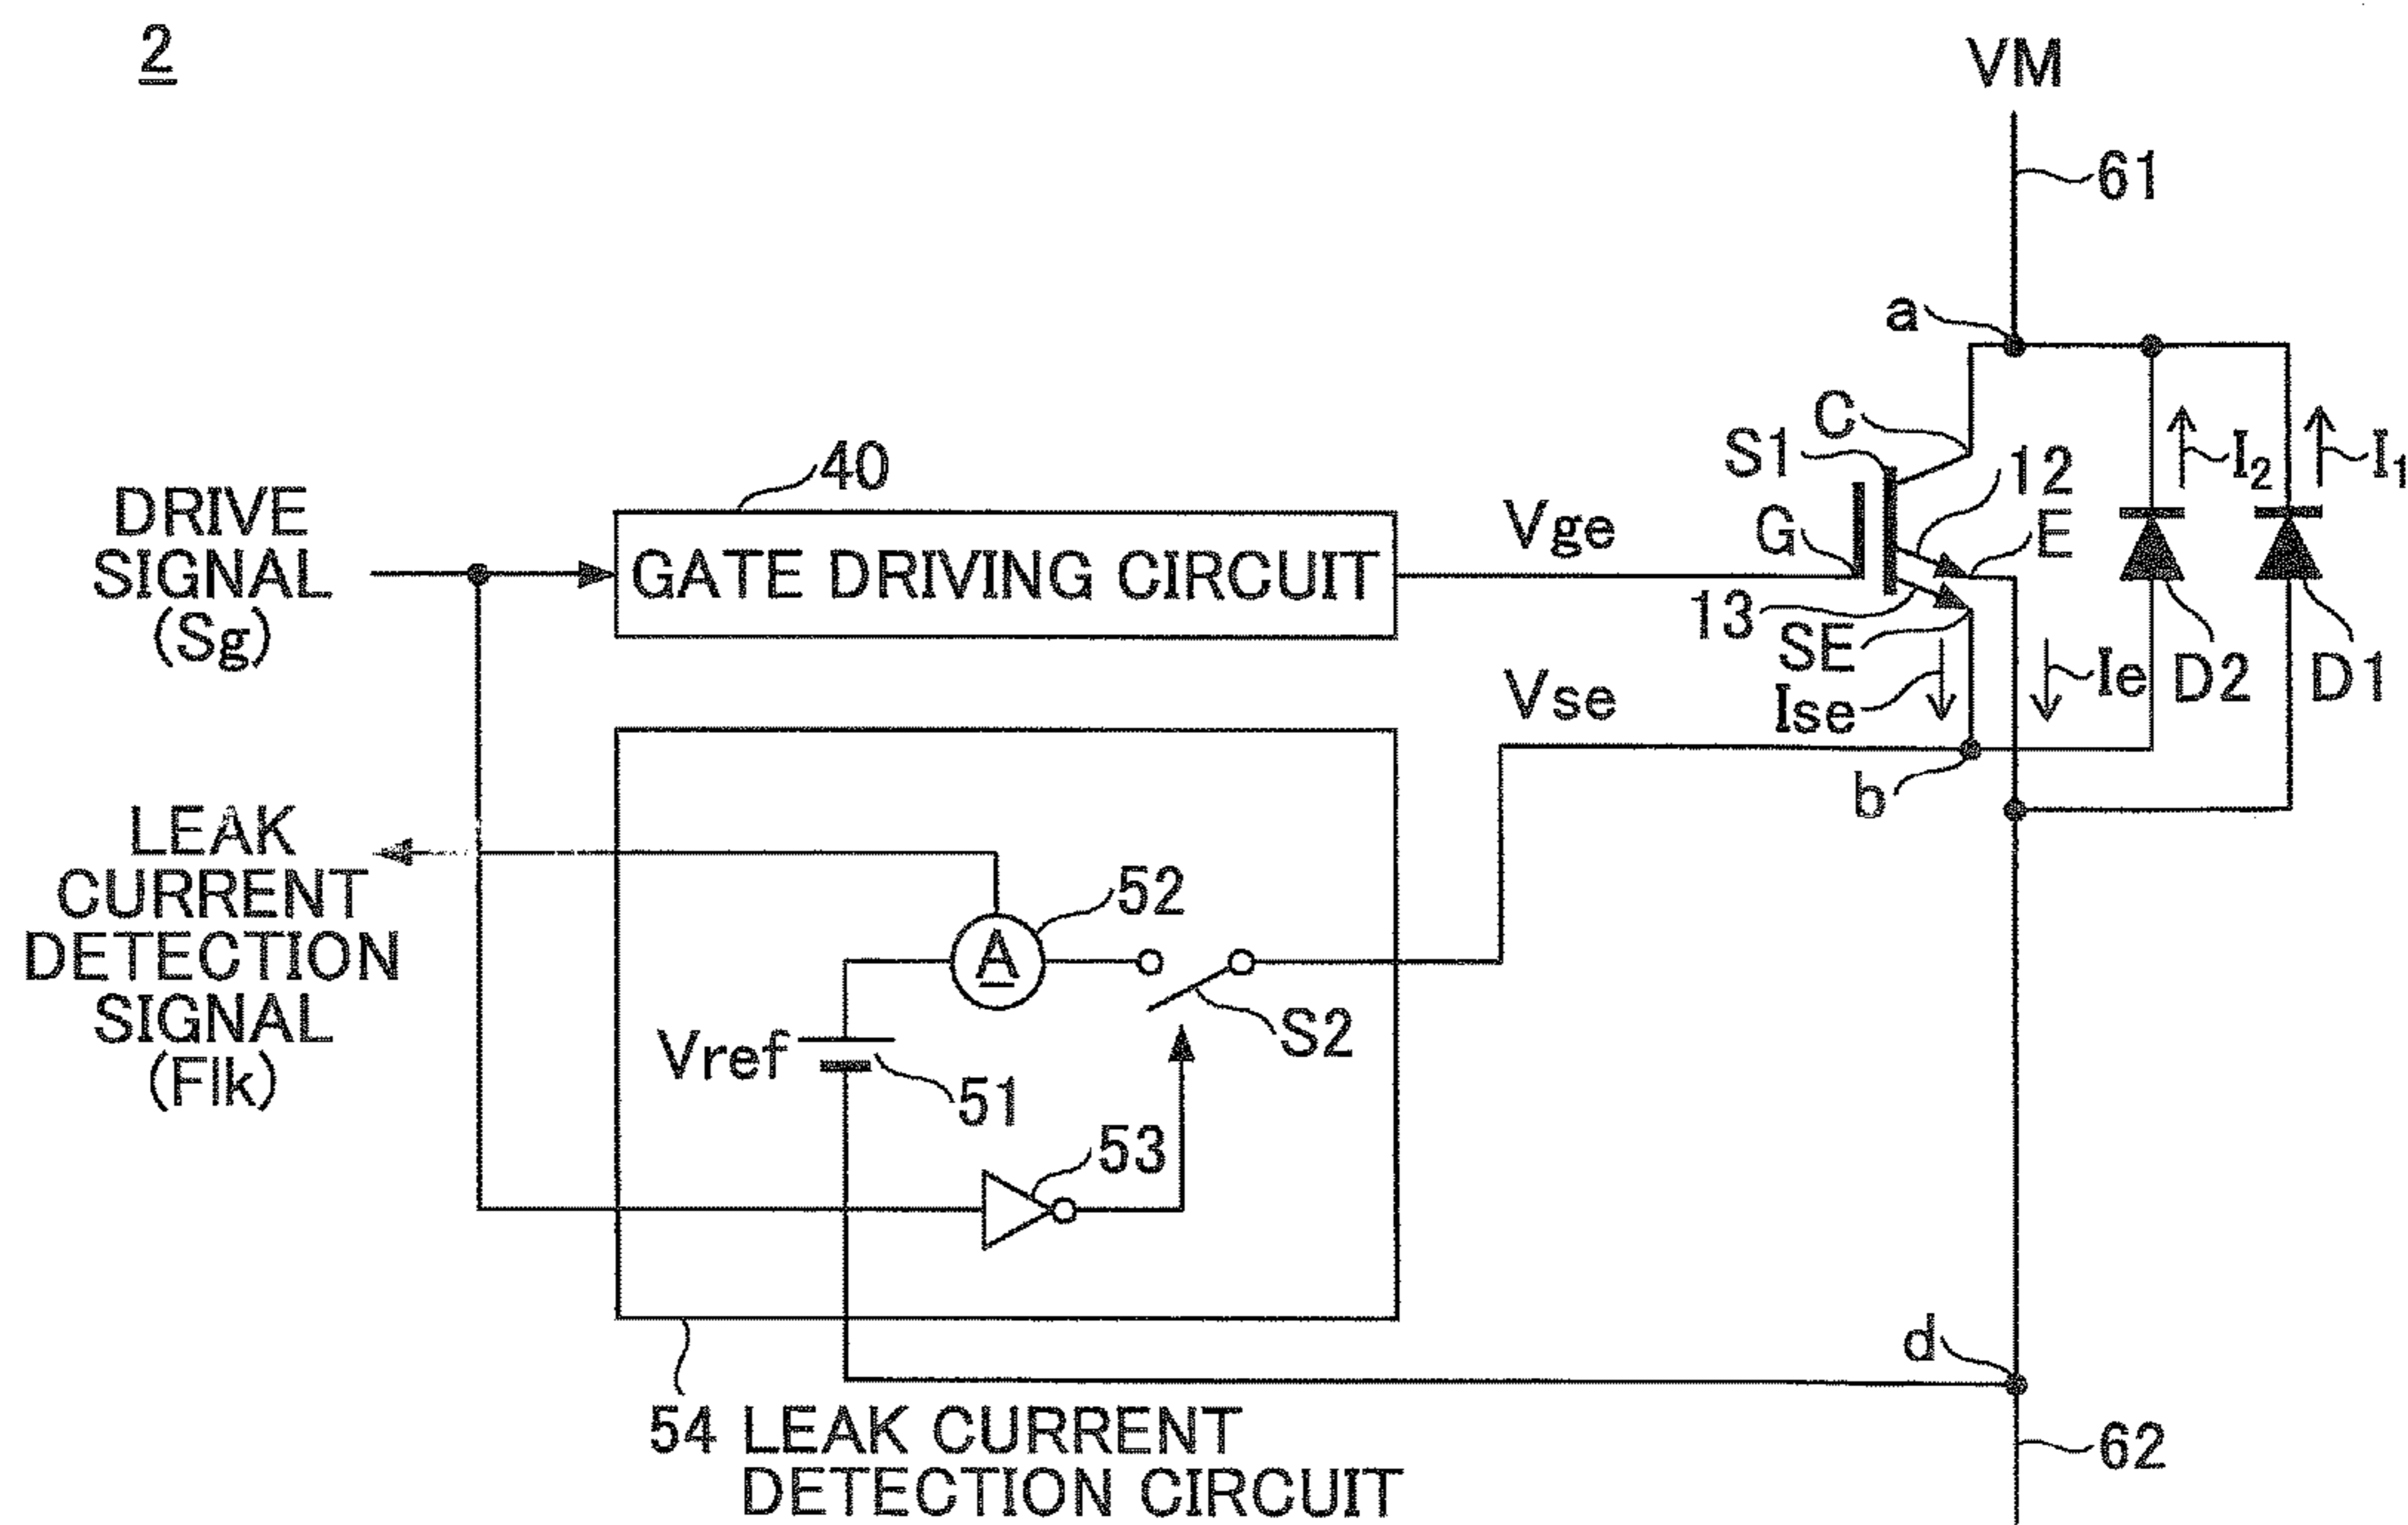 2
VM
61
a
C
S1
12
I2
I1
40
DRIVE
SIGNAL
(Sg)
GATE DRIVING CIRCUIT
Vge
G
E
13
SE
Ise
Ie
D2
D1
Vse
b
LEAK
CURRENT
DETECTION
SIGNAL
(Flk)
52
A
S2
Vref
51
53
d
54 LEAK CURRENT
DETECTION CIRCUIT
62